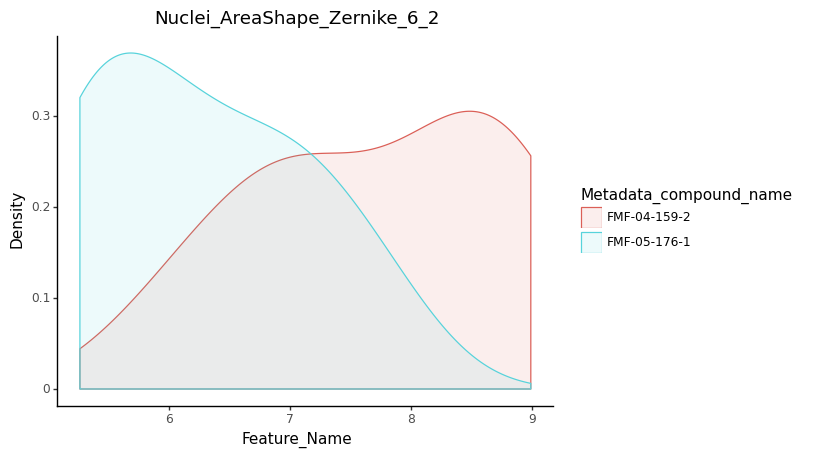 Nuclei_AreaShape_Zernike_6_2
Density
0.3
0.2
0.1
0
6 7 8 9
Feature_Name
Metadata_compound_name
FMF-04-159-2
FMF-05-176-1